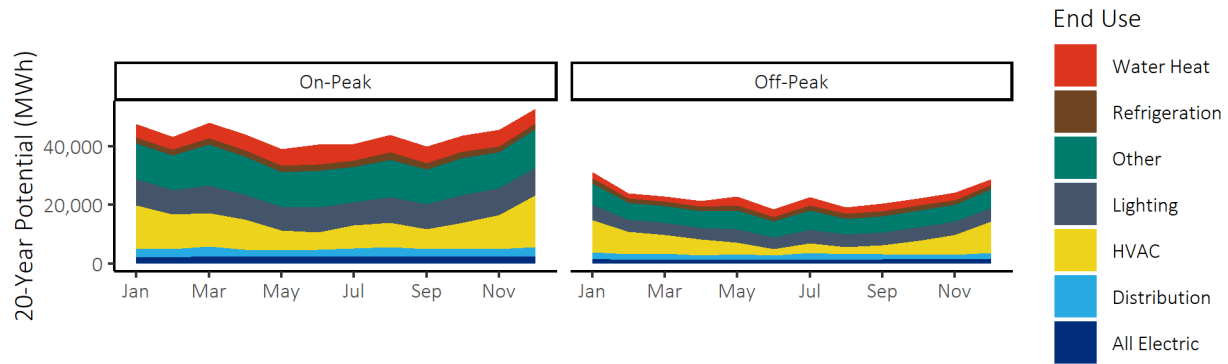 20-Year Potential (MWh)
40,000
20,000
0
On-Peak
Jan Mar May Jul Sep Nov
Off-Peak
Jan Mar May Jul Sep Nov
End Use
Water Heat
Refrigeration
Other
Lighting
HVAC
Distribution
All Electric